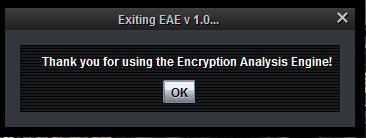 Exiting EAE v 1.0...
Thank you for using the Encryption Analysis Engine!
OK